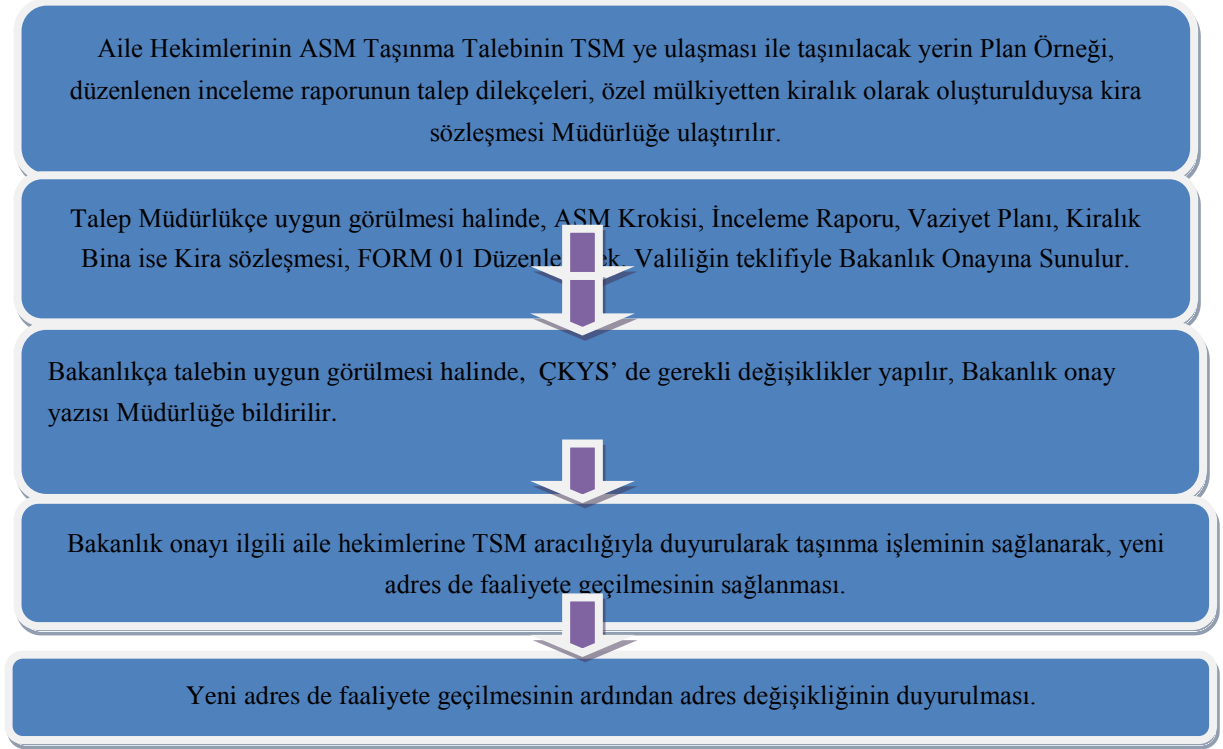 Aile Hekimlerinin ASM Taşınma Talebinin TSM ye ulaşması ile taşınılacak yerin Plan Örneği,
düzenlenen inceleme raporunun talep dilekçeleri, özel mülkiyetten kiralık olarak oluşturulduysa kira
sözleşmesi Müdürlüğe ulaştırılır.
Talep Müdürlükçe uygun görülmesi halinde, ASM Krokisi, İnceleme Raporu, Vaziyet Planı, Kiralık
Bina ise Kira sözleşmesi, FORM 01 Valiliğin teklifiyle Bakanlık Onayına Sunulur.
Bakanlıkça talebin uygun görülmesi halinde, ÇKYS’ de gerekli değişiklikler yapılır, Bakanlık onay
yazısı Müdürlüğe bildirilir.
Bakanlık onayı ilgili aile hekimlerine TSM aracılığıyla duyurularak taşınma işleminin sağlanarak, yeni
adres de faaliyete geçilmesinin sağlanması.
Yeni adres de faaliyete geçilmesinin ardından adres değişikliğinin duyurulması.